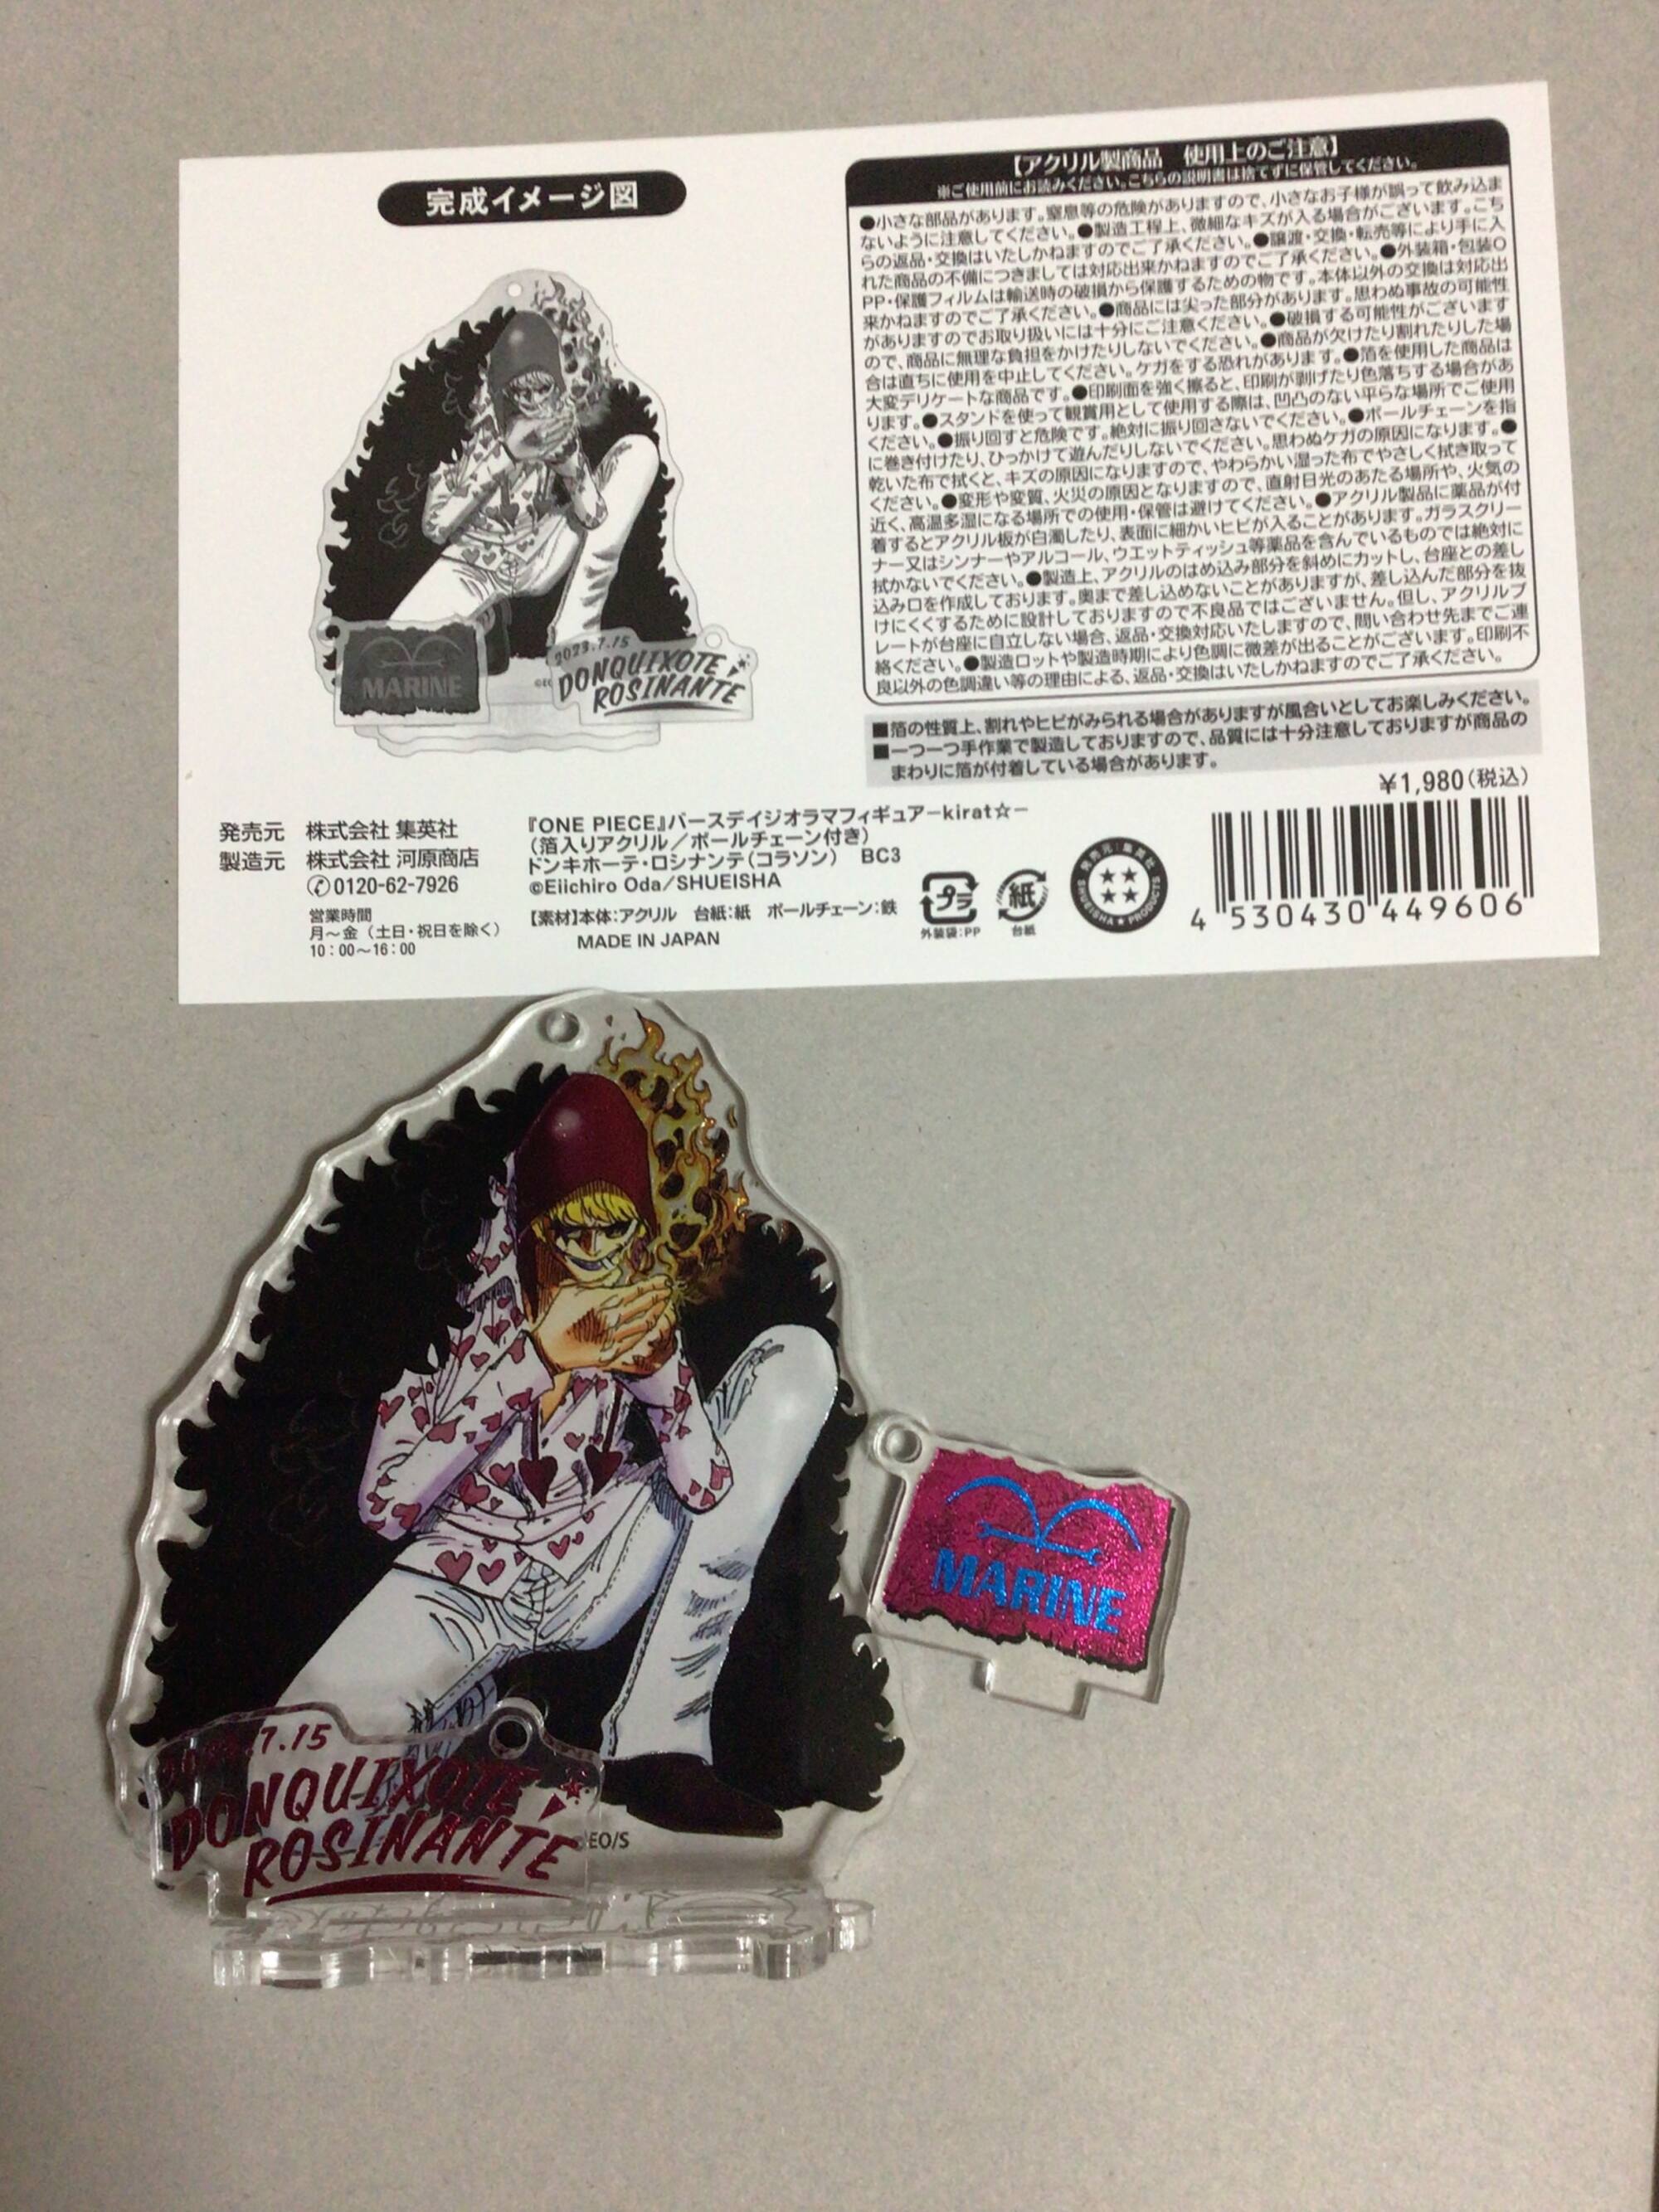 完成イメージ図
2023.7.15
DONQUIXOTE
ROSINANTE
MARINE
【アクリル製商品 使用上のご注意】
※ご使用前にお読みください。こちらの説明書は捨てずに保管してください。
●小さな部品があります。窒息等の危険がありますので、小さなお子様が誤って飲み込ま
ないように注意してください。●製造工程上、微細なキズが入る場合がございます。こち
らの返品・交換はいたしかねますのでご了承ください。●譲渡・交換・転売等により手に入
れた商品の不備につきましては対応出来かねますのでご了承ください。●外装箱・包装O
PP・保護フィルムは輸送時の破損から保護するための物です。本体以外の交換は対応出
来かねますのでご了承ください。●商品には尖った部分があります。思わぬ事故の可能性
がありますのでお取り扱いには十分にご注意ください。●破損する可能性がございます
ので、商品に無理な負担をかけたりしないでください。●商品が欠けたり割れたりした場
合は直ちに使用を中止してください。ケガをする恐れがあります。●箔を使用した商品は
大変デリケートな商品です。●印刷面を強く擦ると、印刷が剥げたり色落ちする場合があ
ります。●スタンドを使って観賞用として使用する際は、凹凸のない平らな場所でご使用
ください。●振り回すと危険です。絶対に振り回さないでください。●ボールチェーンを指
に巻き付けたり、ひっかけて遊んだりしないでください。思わぬケガの原因になります。●
乾いた布で拭くと、キズの原因になりますので、やわらかい湿った布でやさしく拭き取って
ください。●変形や変質、火災の原因となりますので、直射日光のあたる場所や、火気の
近く、高温多湿になる場所での使用・保管は避けてください。●アクリル製品に薬品が付
着するとアクリル板が白濁したり、表面に細かいヒビが入ることがあります。ガラスクリー
ナー又はシンナーやアルコール、ウエットティッシュ等薬品を含んでいるものでは絶対に
拭かないでください。●製造上、アクリルのはめ込み部分を斜めにカットし、台座との差し
込み口を作成しております。奥まで差し込めないことがありますが、差し込んだ部分を抜
けにくくするために設計しておりますので不良品ではございません。但し、アクリルプ
レートが台座に自立しない場合、返品・交換対応いたしますので、問い合わせ先までご連
絡ください。●製造ロットや製造時期により色調に微差が出ることがございます。印刷不
良以外の色調違い等の理由による、返品・交換はいたしかねますのでご了承ください。
■箔の性質上、割れやヒビがみられる場合がありますが風合いとしてお楽しみください。
■一つ一つ手作業で製造しておりますので、品質には十分注意しておりますが商品の
まわりに箔が付着している場合があります。
¥1,980(税込)
発売元 株式会社 集英社
製造元 株式会社 河原商店
0120-62-7926
営業時間
月～金（土日・祝日を除く）
10:00～16:00
『ONE PIECE』バースデイジオラマフィギュアーkirat☆ー
（箔入りアクリル／ボールチェーン付き）
ドンキホーテ・ロシナンテ（コラソン） BC3
©Eiichiro Oda/SHUEISHA
【素材】本体：アクリル 台紙：紙 ボールチェーン：鉄
MADE IN JAPAN
プラ
外装袋:PP
紙
台紙
発売元:集英社
SHUEISHA★PRODUCTS
4 530430 449606
MARINE
7.15
DONQUIXOTE
ROSINANTE
EO/S